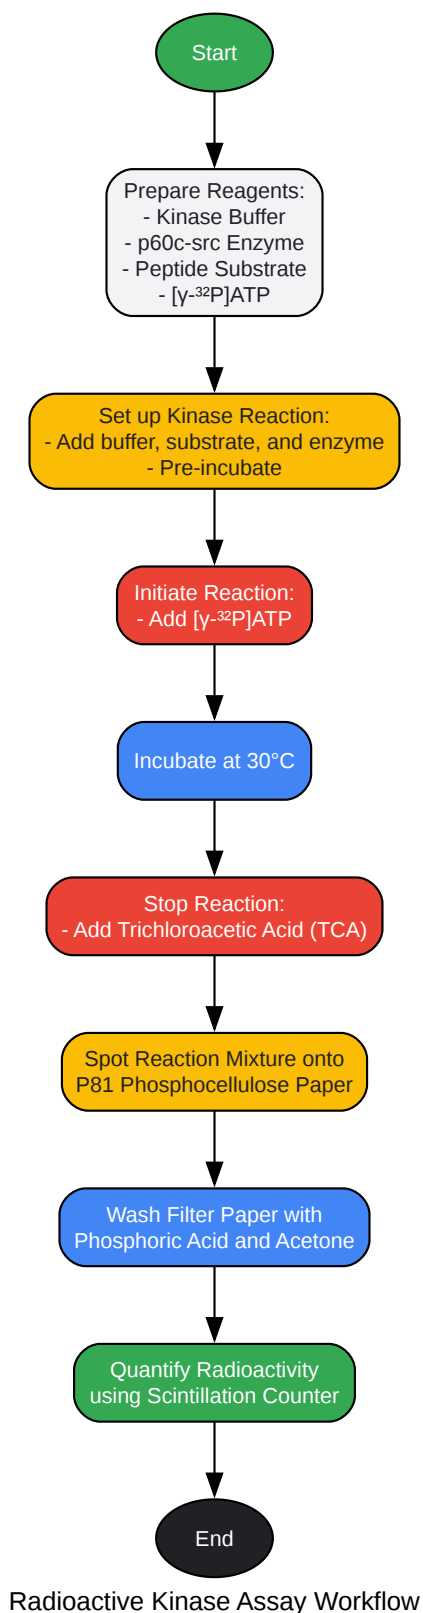 Start
Prepare Reagents:
- Kinase Buffer
- p60c-src Enzyme
- Peptide Substrate
- [γ-³²P]ATP
Set up Kinase Reaction:
- Add buffer, substrate, and enzyme
- Pre-incubate
Initiate Reaction:
- Add [γ-³²P]ATP
Incubate at 30°C
Stop Reaction:
- Add Trichloroacetic Acid (TCA)
Spot Reaction Mixture onto
P81 Phosphocellulose Paper
Wash Filter Paper with
Phosphoric Acid and Acetone
Quantify Radioactivity
using Scintillation Counter
End
Radioactive Kinase Assay Workflow